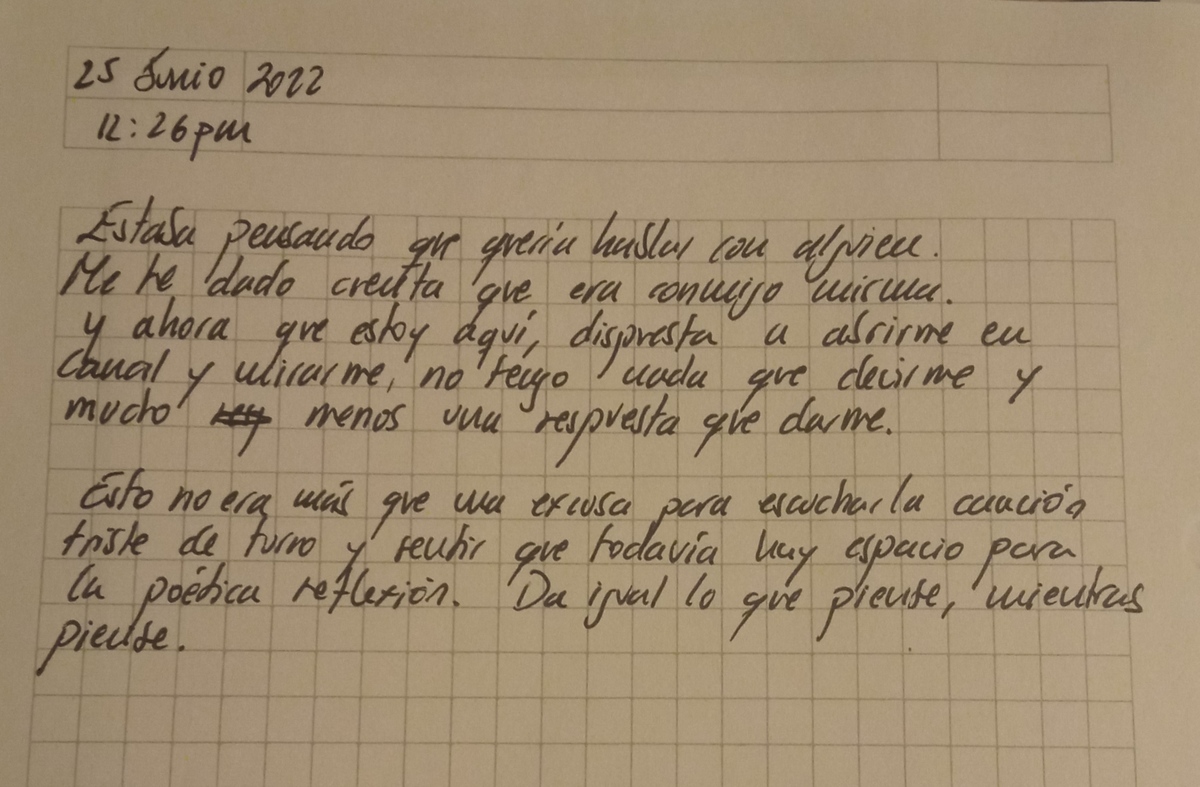 25 Junio 2022
12:26pm
Estaba pensando que quería hablar con alguien.
Me he dado cuenta que era conmigo misma.
y ahora que estoy aquí, dispuesta a abrirme en
canal y mirarme, no tengo nada que decirme y
mucho menos una respuesta que darme.
Esto no era más que una excusa para escuchar la canción
triste de turno y sentir que todavía hay espacio para
la poética reflexión. Da igual lo que piense, mientras
piense.